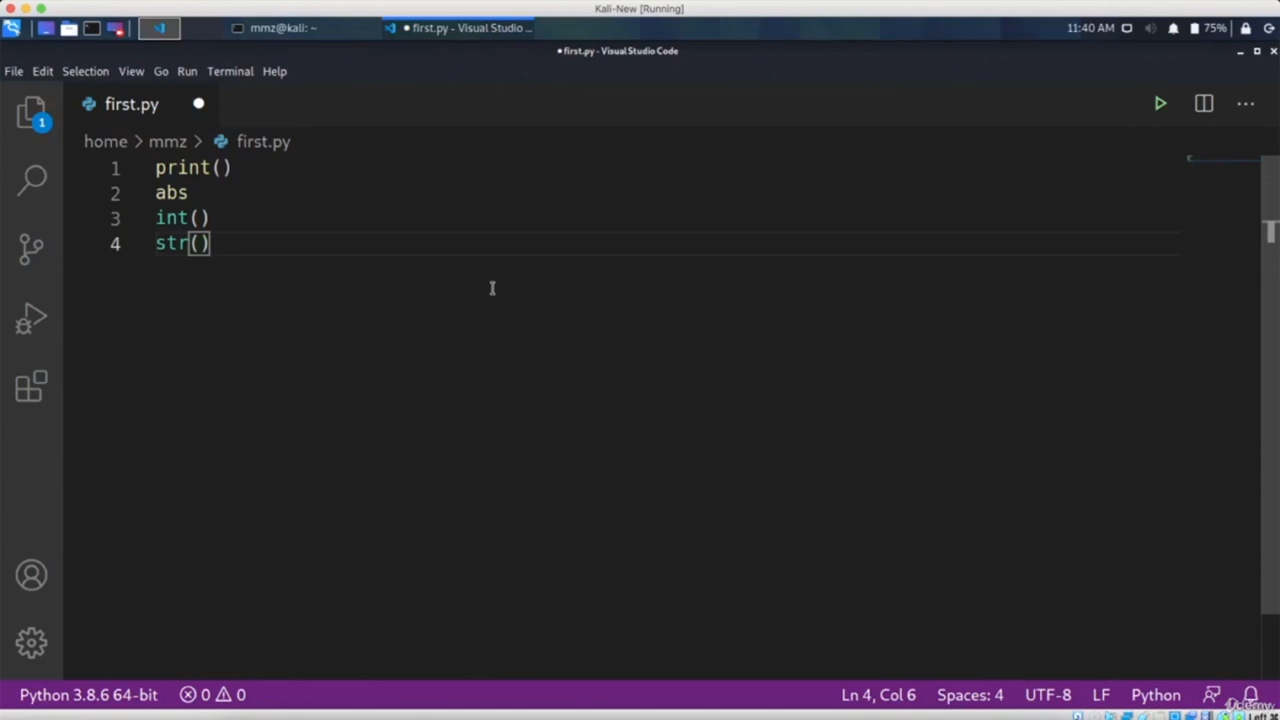 Kali-New [Running]
mmz@kali: ~
● first.py - Visual Studio ...
11:40 AM
75%
● first.py - Visual Studio Code
File Edit Selection View Go Run Terminal Help
first.py
1
home > mmz > first.py
1 print()
2 abs
3 int()
4 str()
Python 3.8.6 64-bit
0
0
Ln 4, Col 6
Spaces: 4
UTF-8
LF
Python
Udemy